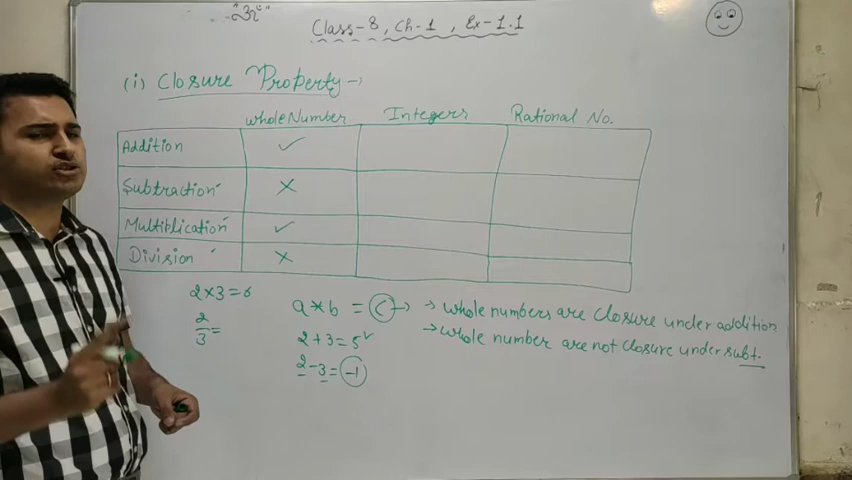 Class-8, Ch-1, Ex-1.1
(i) Closure Property→
whole Number Integers Rational No.
Addition ✓
Subtraction ×
Multiplication ✓
Division ×
2×3=6
2/3=
a*b = C →
2+3=5✓
2-3=-1
→ whole numbers are closure under addition
→ whole number are not closure under subt.